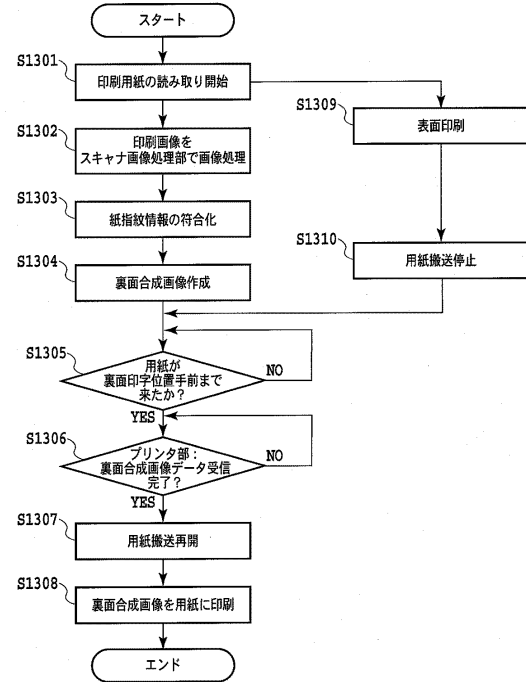 スタート
S1301
印刷用紙の読み取り開始
S1302
印刷画像を
スキャナ画像処理部で画像処理
S1303
紙指紋情報の符合化
S1304
裏面合成画像作成
S1309
表面印刷
S1310
用紙搬送停止
S1305
用紙が
裏面印字位置手前まで
来たか?
NO
YES
S1306
プリンタ部:
裏面合成画像データ受信
完了?
NO
YES
S1307
用紙搬送再開
S1308
裏面合成画像を用紙に印刷
エンド